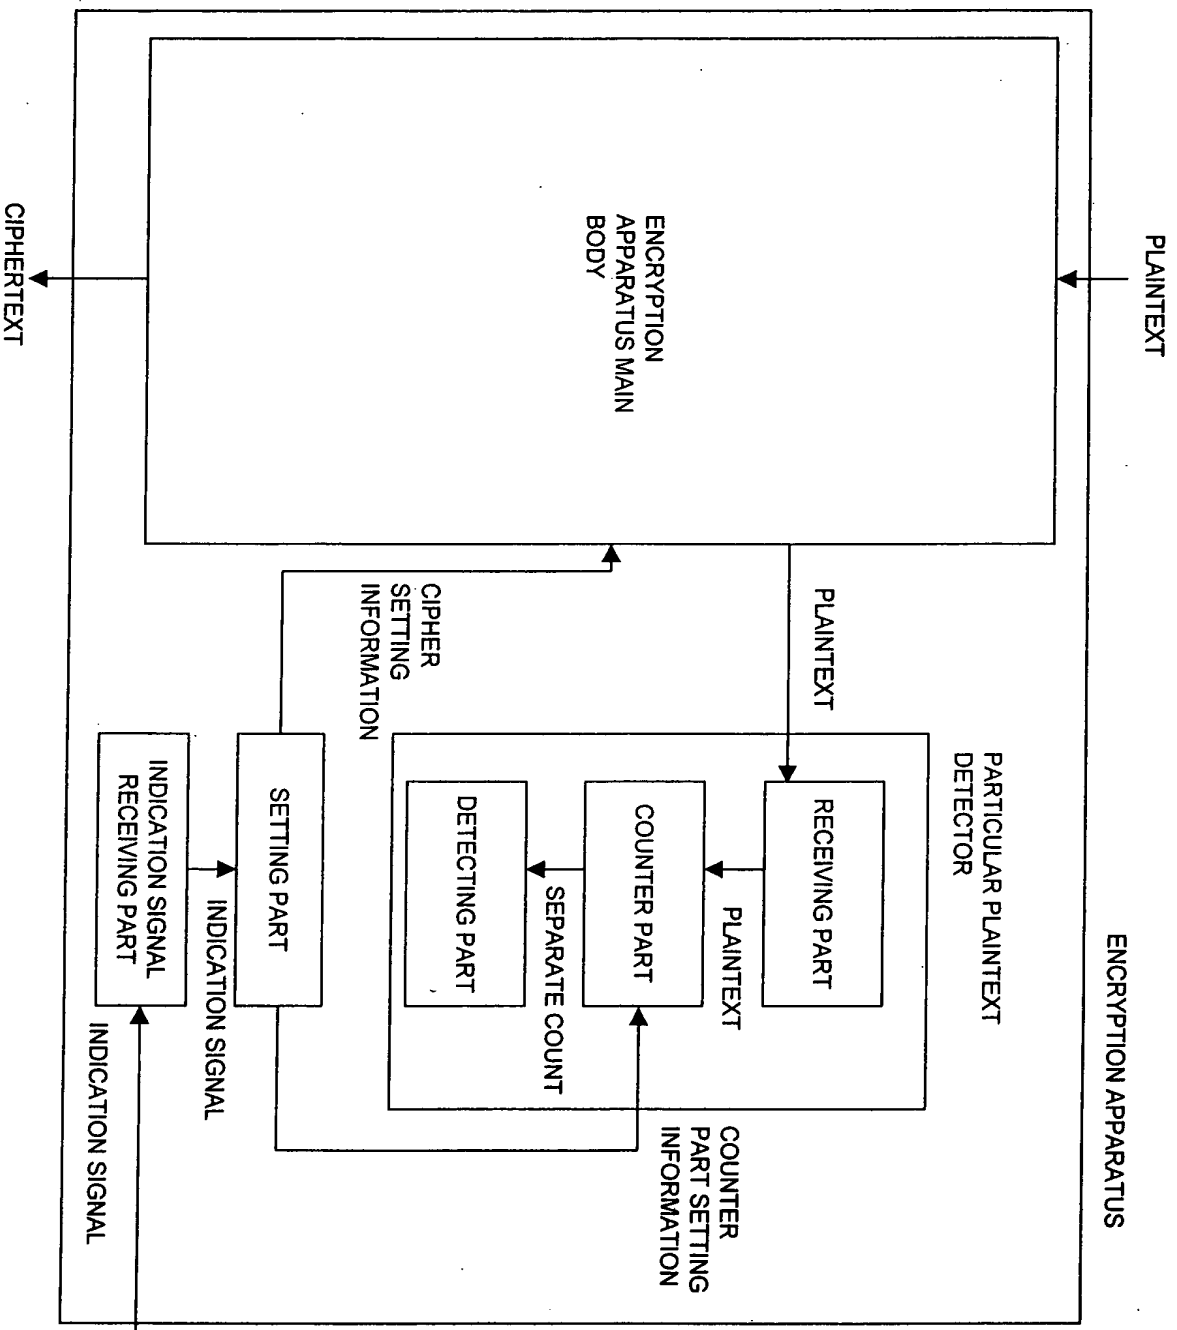 ENCRYPTION APPARATUS
PLAINTEXT
ENCRYPTION
APPARATUS MAIN
BODY
PLAINTEXT
PARTICULAR PLAINTEXT
DETECTOR
RECEIVING PART
PLAINTEXT
COUNTER PART
SEPARATE COUNT
DETECTING PART
COUNTER
PART SETTING
INFORMATION
CIPHER
SETTING
INFORMATION
SETTING PART
INDICATION SIGNAL
INDICATION SIGNAL
RECEIVING PART
INDICATION SIGNAL
CIPHERTEXT